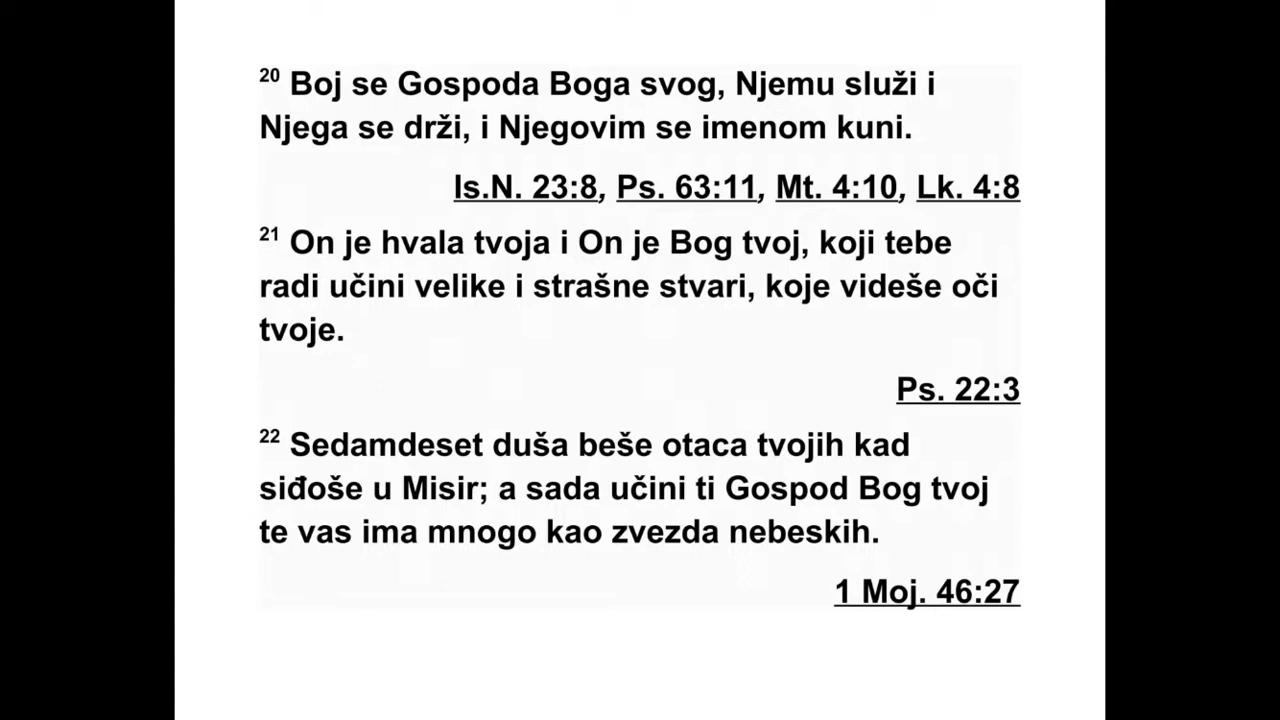 20 Boj se Gospoda Boga svog, Njemu služi i
Njega se drži, i Njegovim se imenom kuni.
Is.N. 23:8, Ps. 63:11, Mt. 4:10, Lk. 4:8
21 On je hvala tvoja i On je Bog tvoj, koji tebe
radi učini velike i strašne stvari, koje videše oči
tvoje.
Ps. 22:3
22 Sedamdeset duša beše otaca tvojih kad
siđoše u Misir; a sada učini ti Gospod Bog tvoj
te vas ima mnogo kao zvezda nebeskih.
1 Moj. 46:27